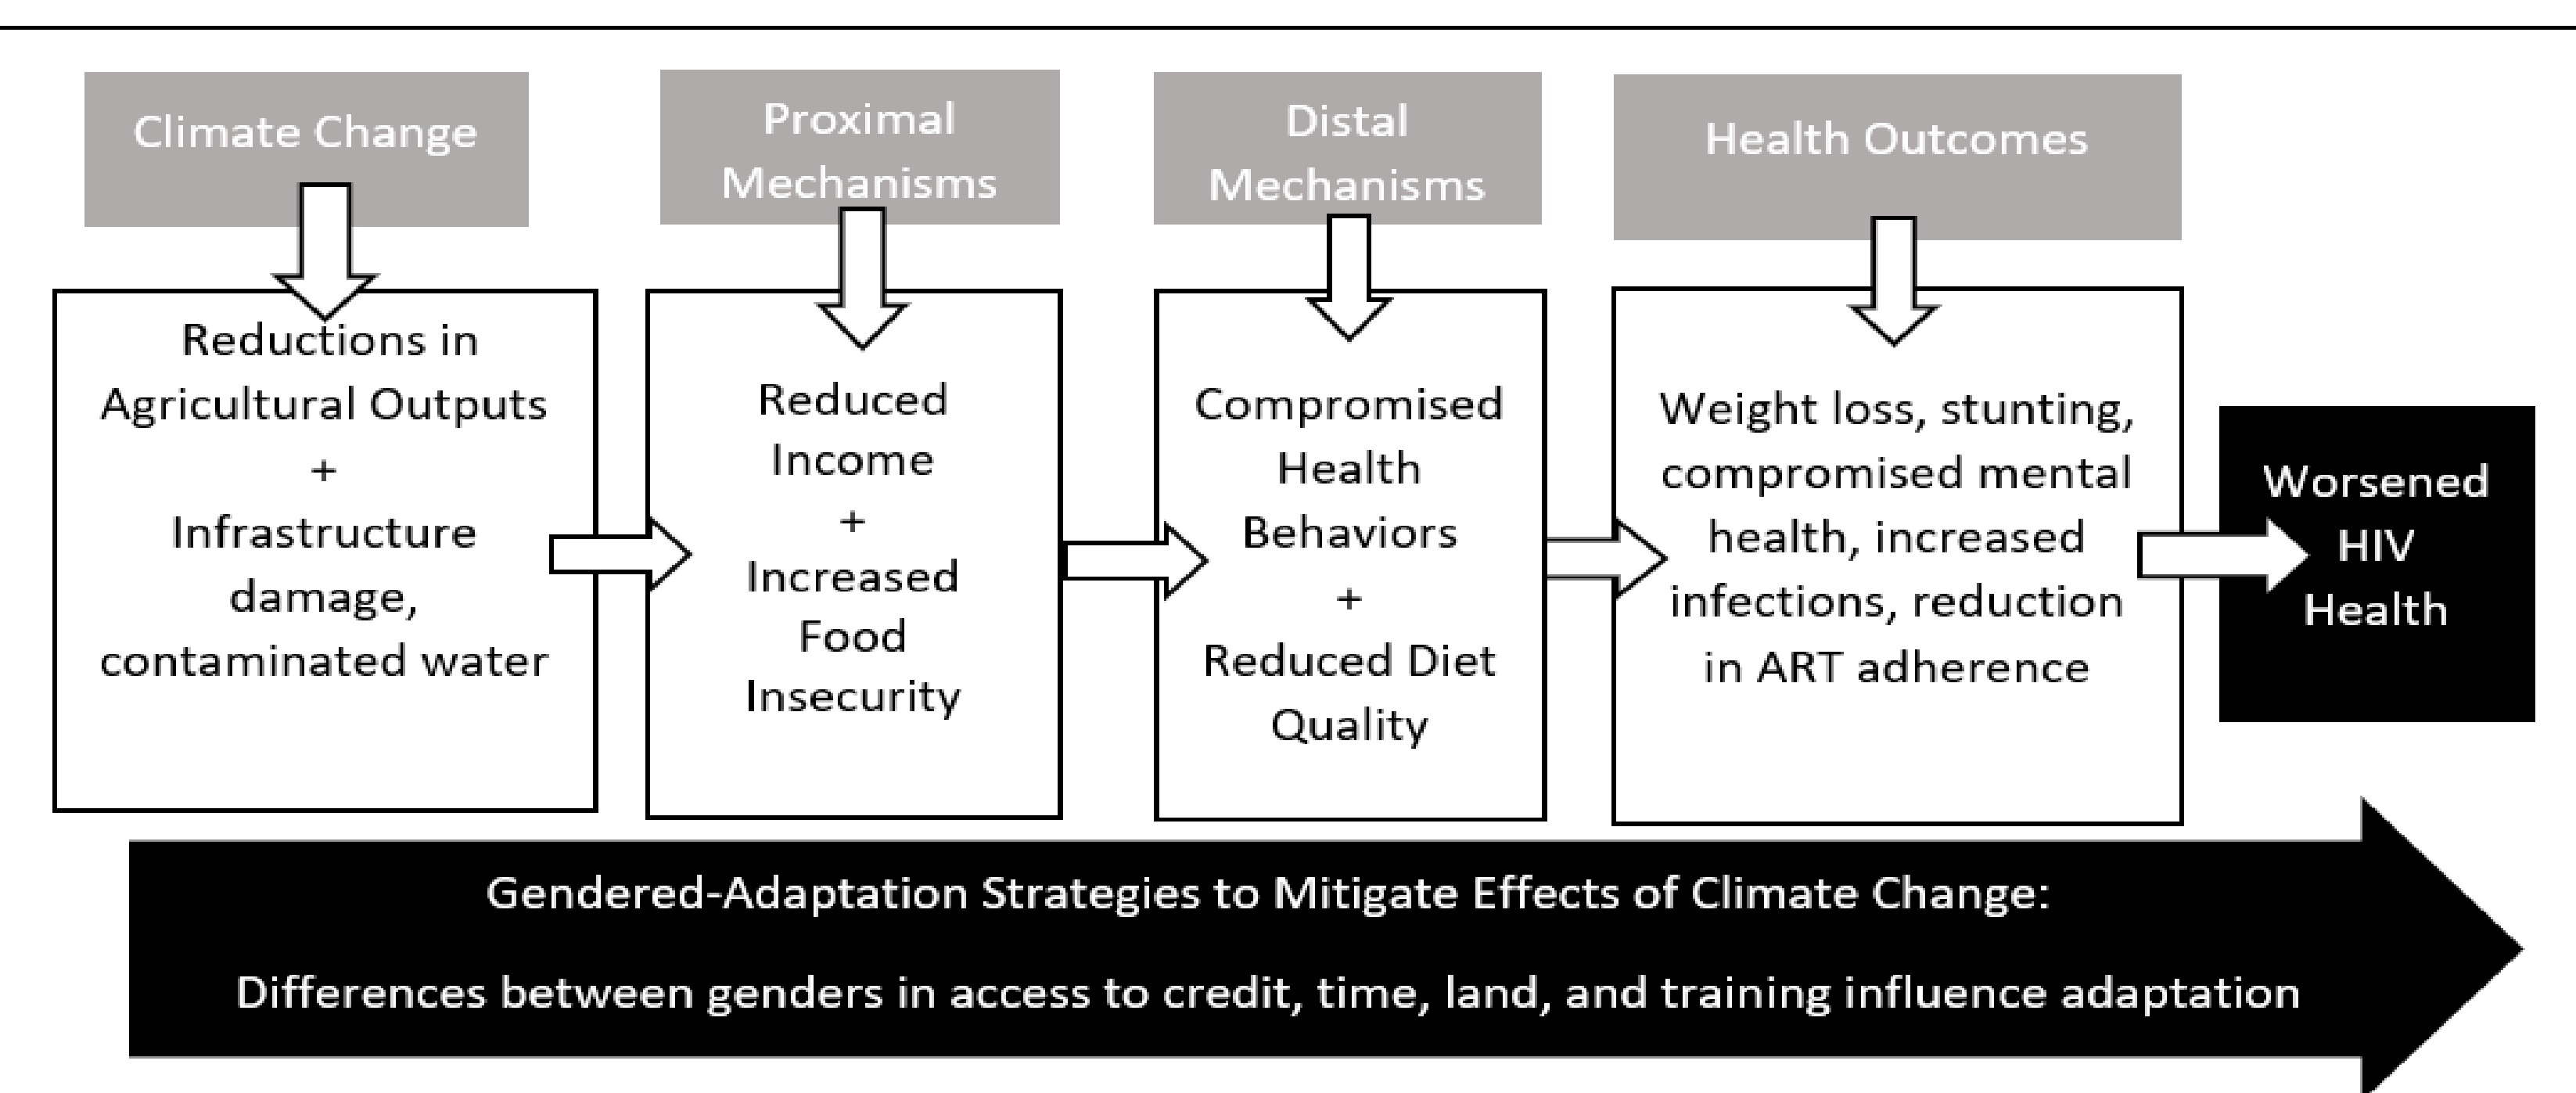 Climate Change
Proximal
Mechanisms
Distal
Mechanisms
Health Outcomes
Reductions in
Agricultural Outputs
+
Infrastructure
damage,
contaminated water
Reduced
Income
+
Increased
Food
Insecurity
Compromised
Health
Behaviors
+
Reduced Diet
Quality
Weight loss, stunting,
compromised mental
health, increased
infections, reduction
in ART adherence
Worsened
HIV
Health
Gendered-Adaptation Strategies to Mitigate Effects of Climate Change:
Differences between genders in access to credit, time, land, and training influence adaptation